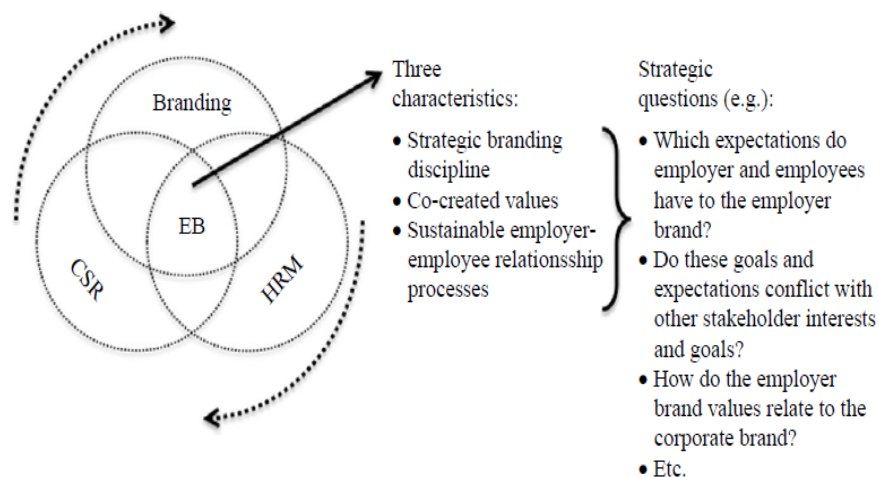 Branding
EB
CSR
HRM
Three
characteristics:
• Strategic branding
discipline
• Co-created values
• Sustainable employer-
employee relationsship
processes
Strategic
questions (e.g.):
• Which expectations do
employer and employees
have to the employer
brand?
• Do these goals and
expectations conflict with
other stakeholder interests
and goals?
• How do the employer
brand values relate to the
corporate brand?
• Etc.